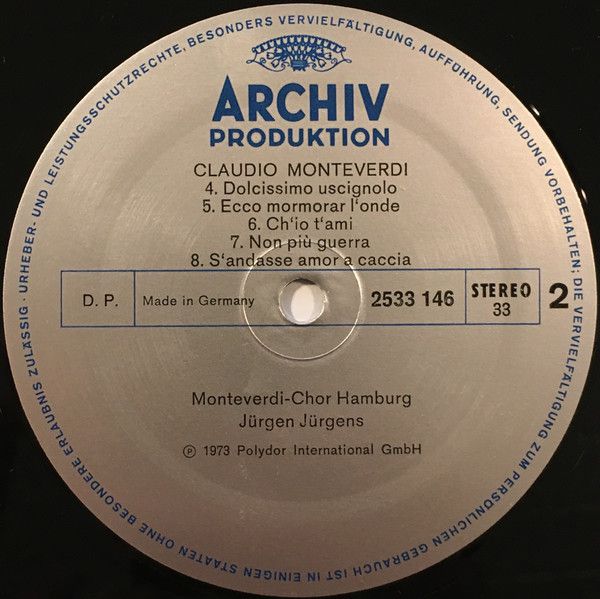 URHEBER- UND LEISTUNGSSCHUTZRECHTE, BESONDERS VERVIELFÄLTIGUNG, AUFFÜHRUNG, SENDUNG VORBEHALTEN; DIE VERVIELFÄLTIGUNG ZUM PERSÖNLICHEN GEBRAUCH IST IN EINIGEN STAATEN OHNE BESONDERE ERLAUBNIS ZULÄSSIG ·
ARCHIV
PRODUKTION
CLAUDIO MONTEVERDI
4. Dolcissimo uscignolo
5. Ecco mormorar l'onde
6. Ch'io t'ami
7. Non più guerra
8. S'andasse amor a caccia
D. P. Made in Germany 2533 146 STEREO 33 2
Monteverdi-Chor Hamburg
Jürgen Jürgens
℗ 1973 Polydor International GmbH